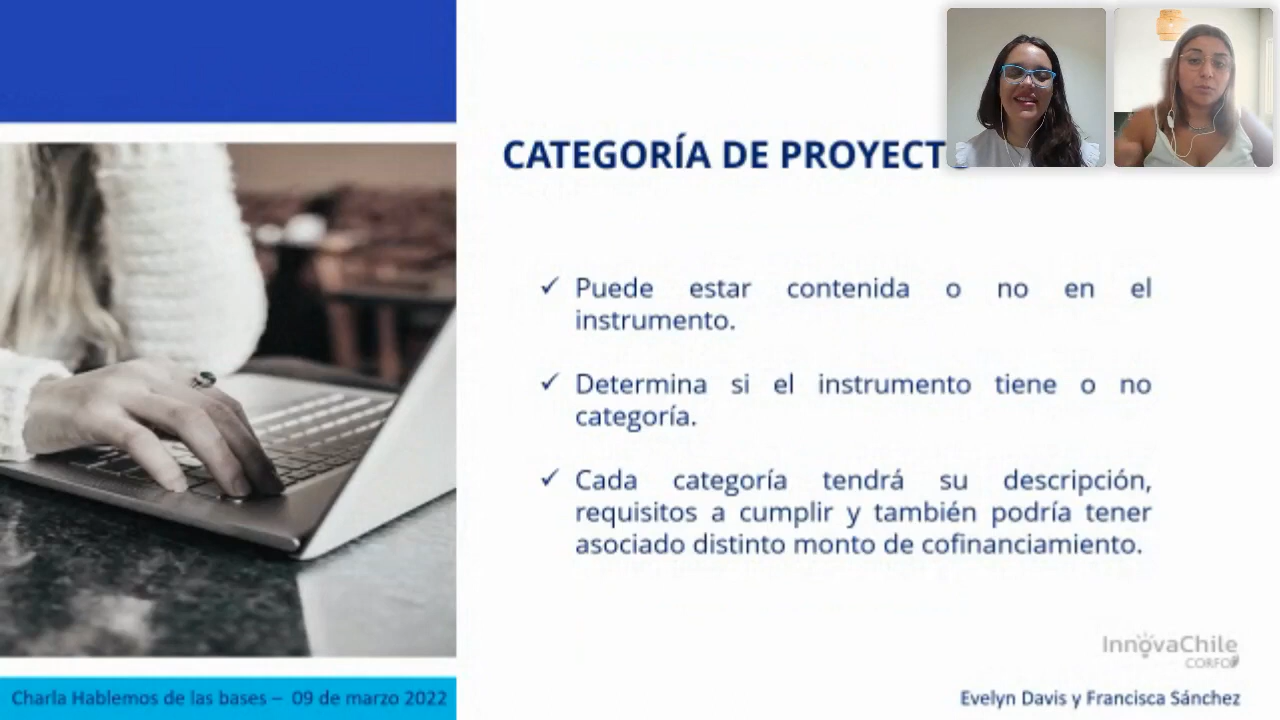 CATEGORÍA DE PROYECTO
✓ Puede estar contenida o no en el
instrumento.
✓ Determina si el instrumento tiene o no
categoría.
✓ Cada categoría tendrá su descripción,
requisitos a cumplir y también podría tener
asociado distinto monto de cofinanciamiento.
InnovaChile
CORFO
Charla Hablemos de las bases – 09 de marzo 2022
Evelyn Davis y Francisca Sánchez